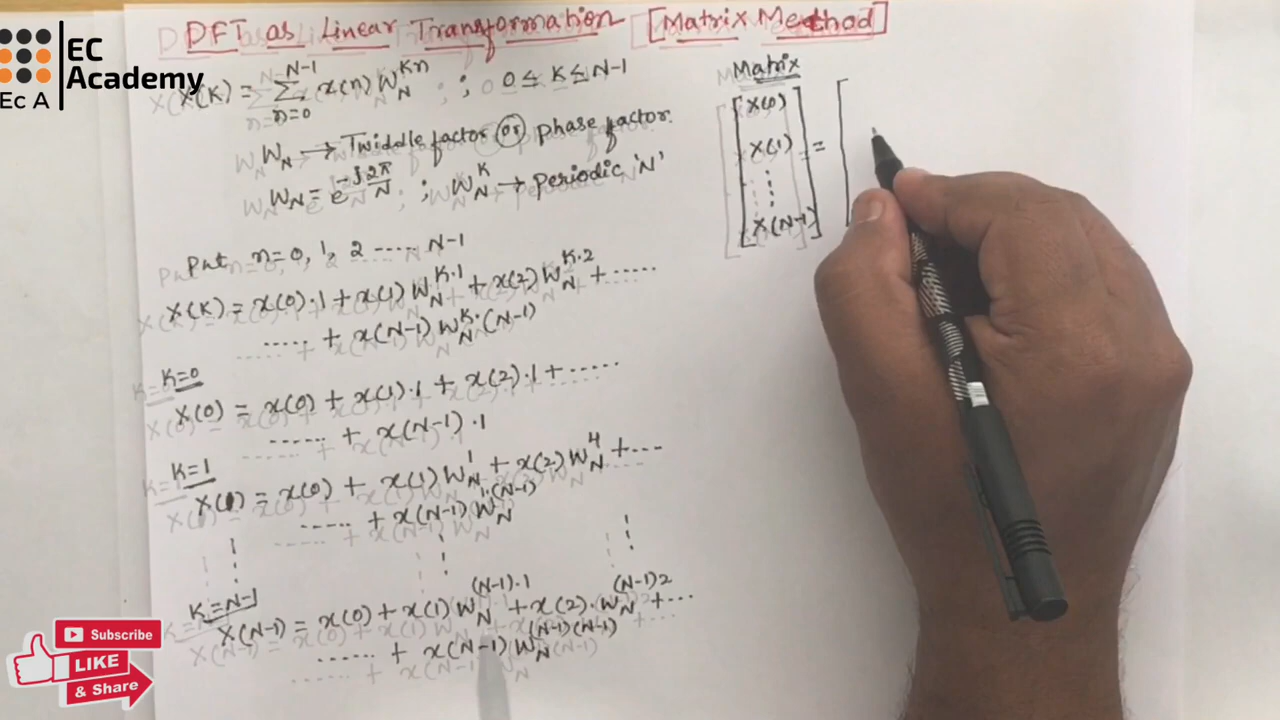 DFT as Linear Transformation [Matrix Method]
EC
Academy
Ec A
X(K) = Σ x(n) W_N^Kn ; 0 ≤ K ≤ N-1
N-1
n=0
W_N → Twiddle factor or phase factor.
W_N = e^-j2π/N ; W_N^K → periodic 'N'
Put n = 0, 1, 2 ..... N-1
X(K) = x(0)·1 + x(1) W_N^K·1 + x(2) W_N^K·2 + .....
..... + x(N-1) W_N^K·(N-1)
K=0
X(0) = x(0) + x(1)·1 + x(2)·1 + ......
...... + x(N-1)·1
K=1
X(1) = x(0) + x(1) W_N^1 + x(2) W_N^4 + ....
...... + x(N-1) W_N^1·(N-1)
K=N-1
X(N-1) = x(0) + x(1) W_N^(N-1)·1 + x(2)· W_N^(N-1)2 + ...
...... + x(N-1) W_N^(N-1)(N-1)
Matrix
[X(0)
X(1)
⋮
X(N-1)] = [
Subscribe
LIKE
& Share